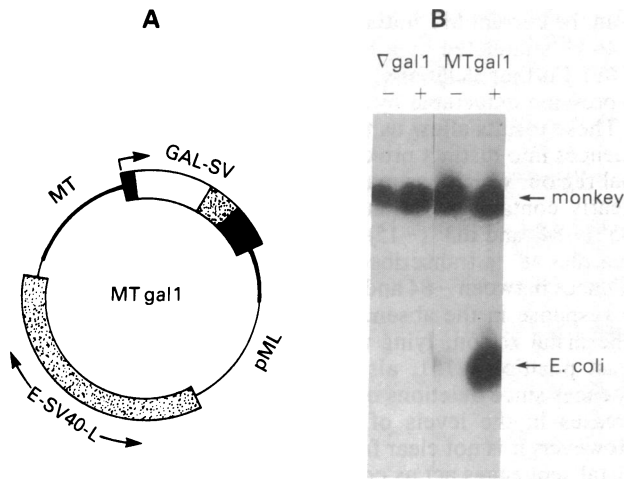 A
MT
GAL-SV
MTgal1
pML
E-SV40-L
B
∇gal1 MTgal1
− + − +
← monkey
← E. coli